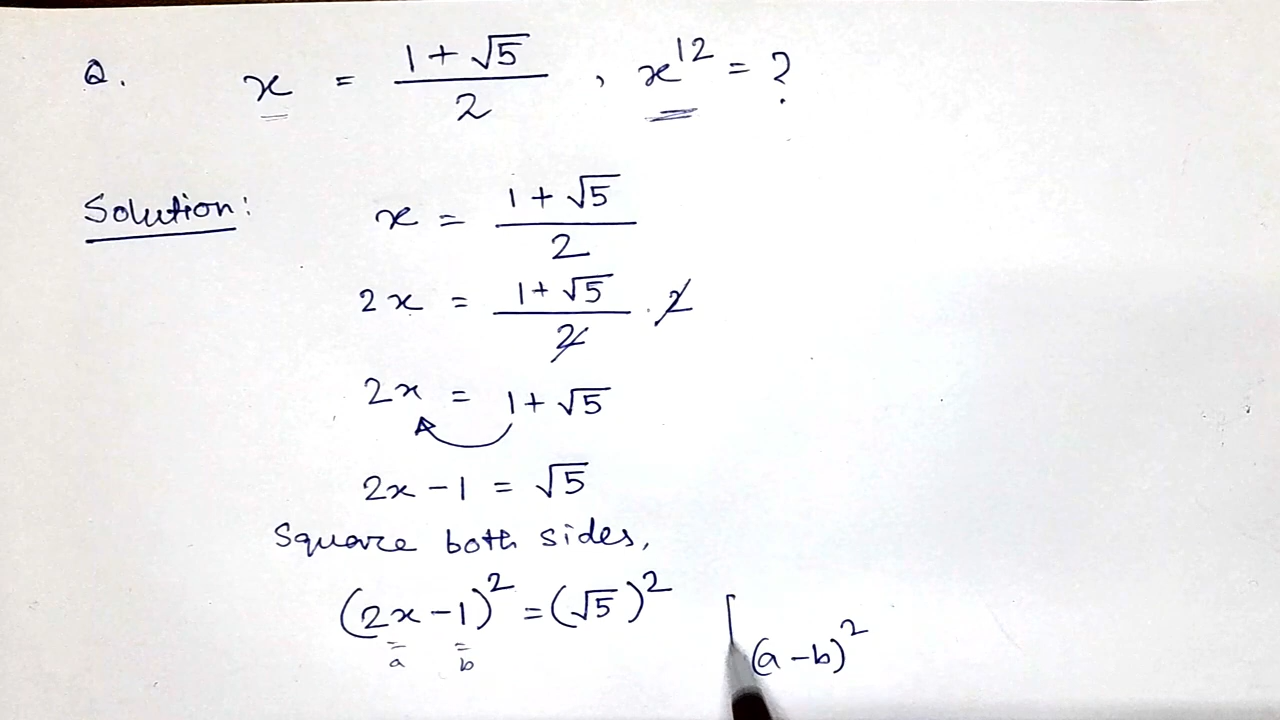 Q. x = (1 + √5)/2 , x¹² = ?
Solution: x = (1 + √5)/2
2x = (1 + √5)/2 . 2
2x = 1 + √5
2x - 1 = √5
Square both sides,
(2x - 1)² = (√5)² [(a - b)²
a b